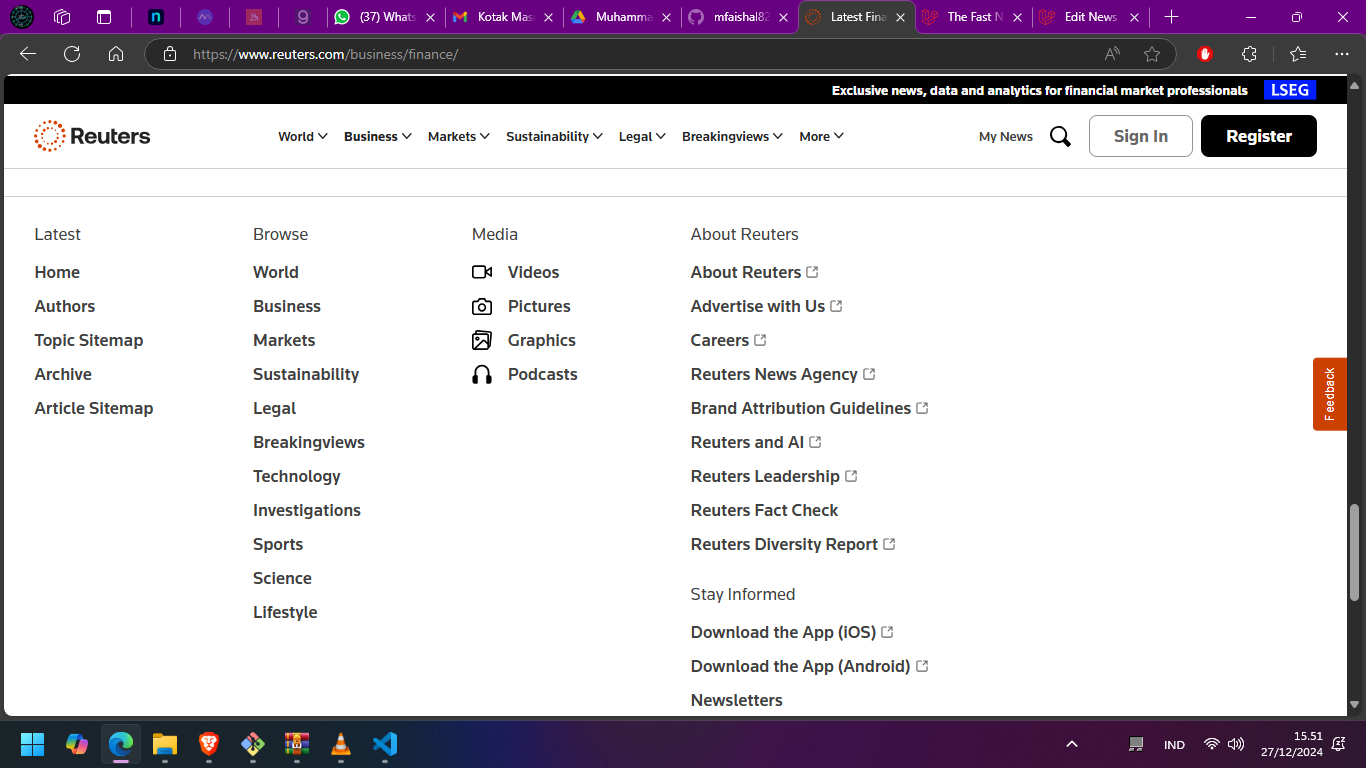 (37) Whats
Kotak Mas
Muhamma
mfaishal82
Latest Fina
The Fast N
Edit News
https://www.reuters.com/business/finance/
Exclusive news, data and analytics for financial market professionals LSEG
Reuters
World Business Markets Sustainability Legal Breakingviews More
My News Sign In Register
Latest
Home
Authors
Topic Sitemap
Archive
Article Sitemap
Browse
World
Business
Markets
Sustainability
Legal
Breakingviews
Technology
Investigations
Sports
Science
Lifestyle
Media
Videos
Pictures
Graphics
Podcasts
About Reuters
About Reuters
Advertise with Us
Careers
Reuters News Agency
Brand Attribution Guidelines
Reuters and AI
Reuters Leadership
Reuters Fact Check
Reuters Diversity Report
Stay Informed
Download the App (iOS)
Download the App (Android)
Newsletters
Feedback
IND
15.51
27/12/2024